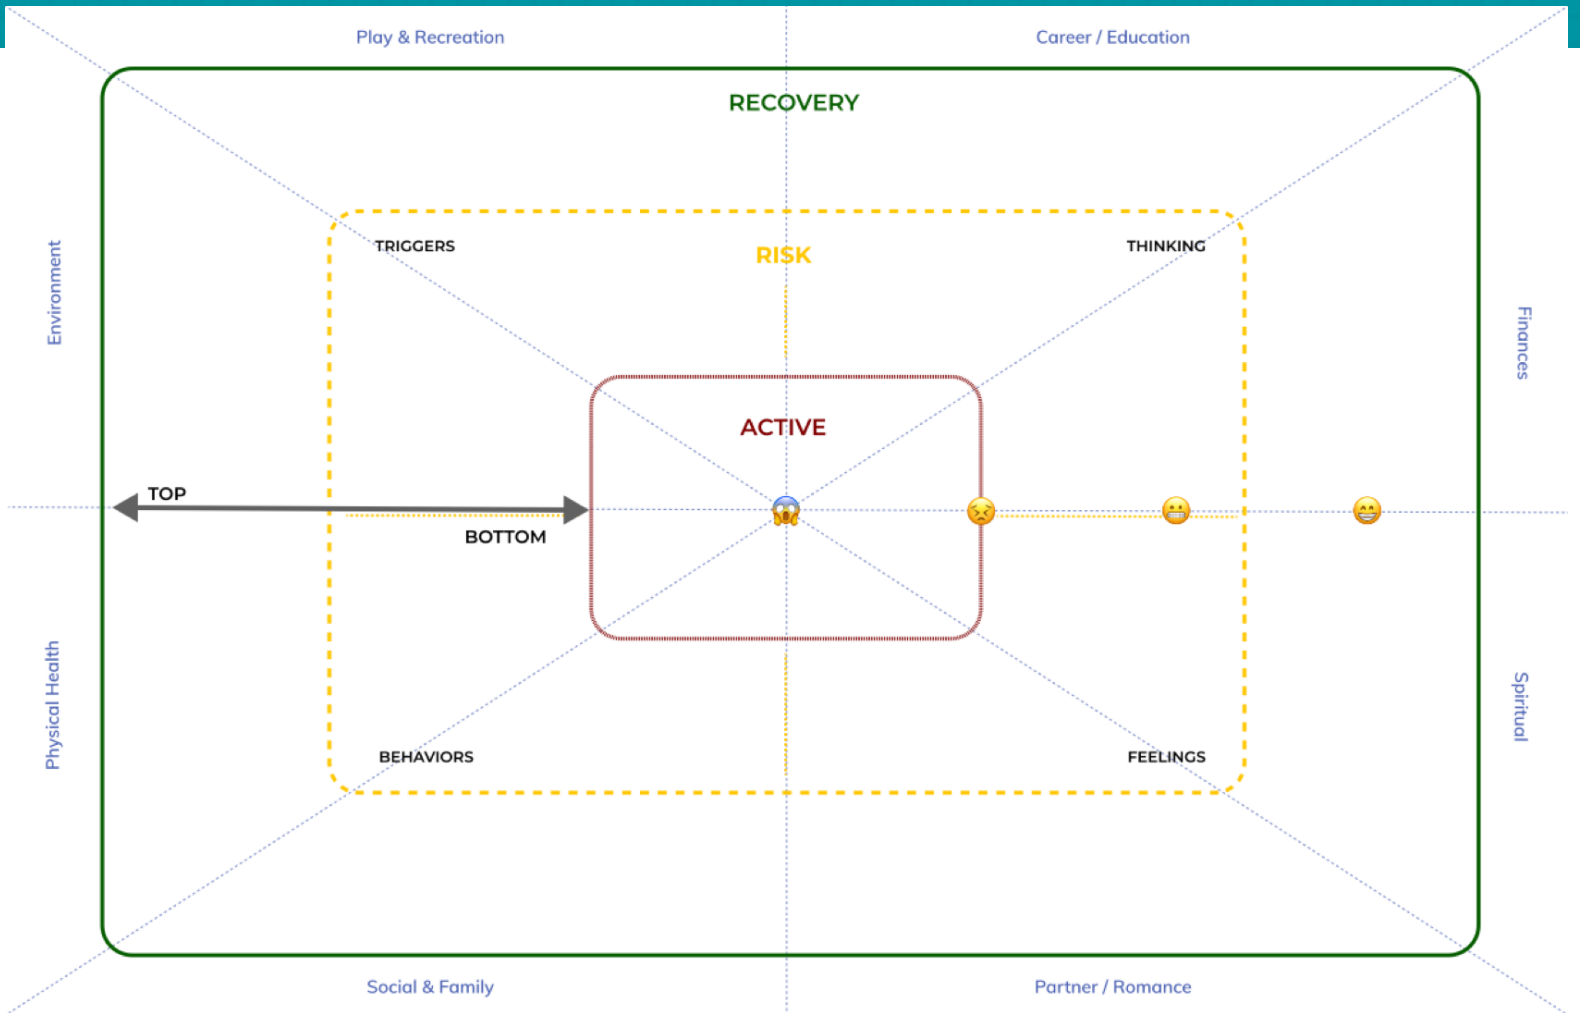 Play & Recreation
Career / Education
RECOVERY
TRIGGERS
RISK
THINKING
Environment
Finances
ACTIVE
TOP
BOTTOM
Physical Health
Spiritual
BEHAVIORS
FEELINGS
Social & Family
Partner / Romance